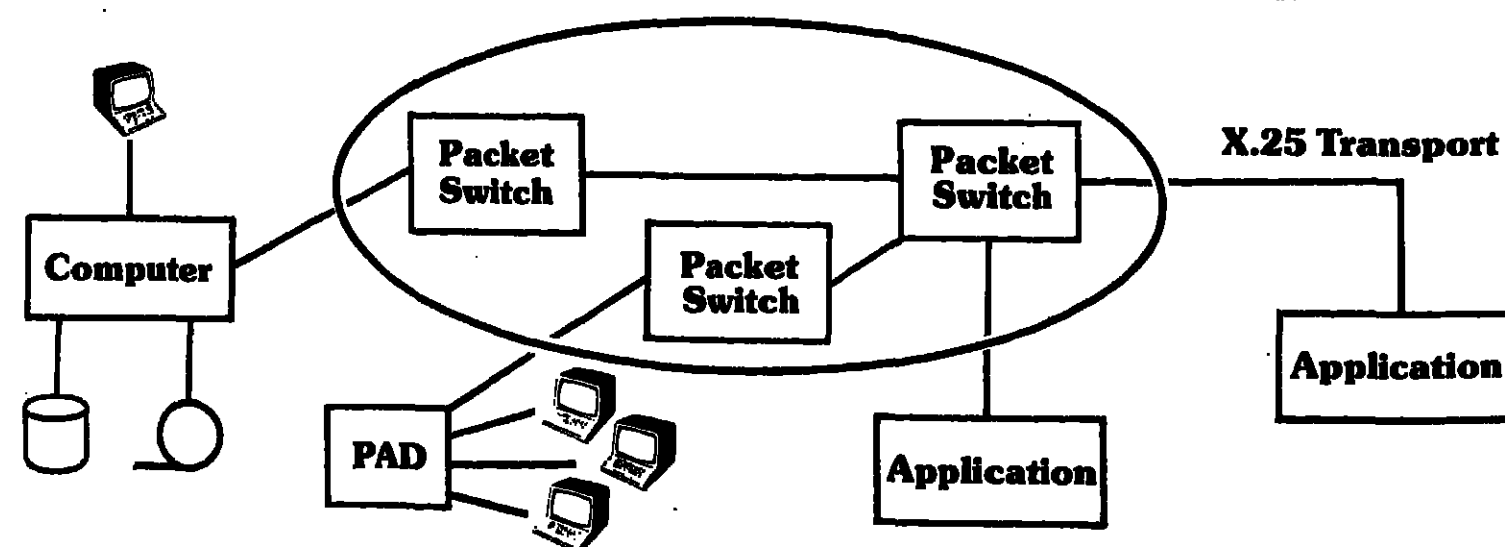 Packet
Switch
Packet
Switch
X.25 Transport
Computer
Packet
Switch
Application
PAD
Application